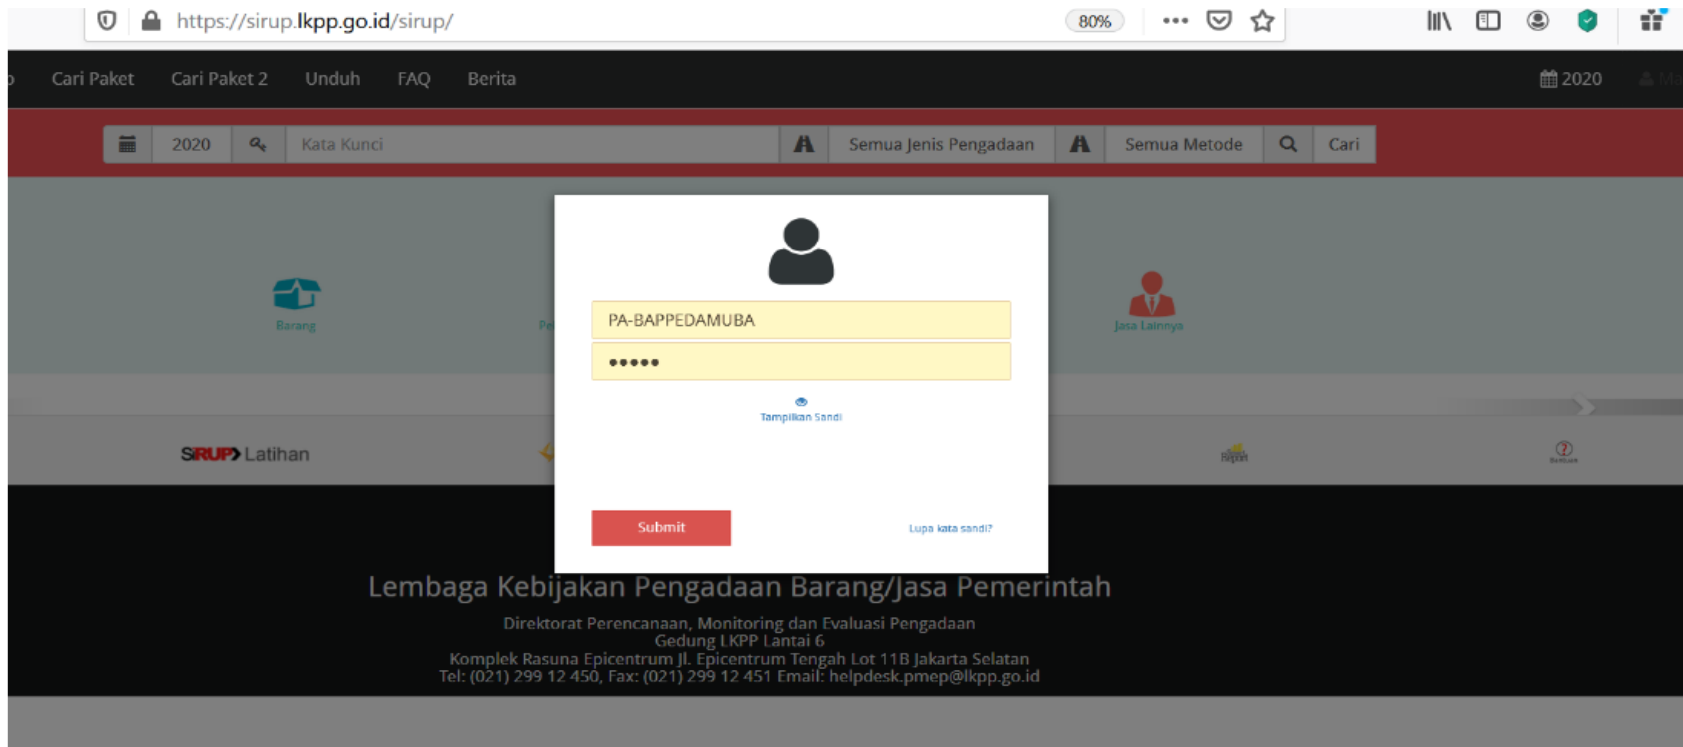 https://sirup.lkpp.go.id/sirup/ 80%
Cari Paket Cari Paket 2 Unduh FAQ Berita 2020 Ma
2020 Kata Kunci Semua Jenis Pengadaan Semua Metode Cari
PA-BAPPEDAMUBA
Barang Pe Jasa Lainnya
•••••
Tampilkan Sandi
SiRUP Latihan Report
Submit Lupa kata sandi?
Lembaga Kebijakan Pengadaan Barang/Jasa Pemerintah
Direktorat Perencanaan, Monitoring dan Evaluasi Pengadaan
Gedung LKPP Lantai 6
Komplek Rasuna Epicentrum Jl. Epicentrum Tengah Lot 11B Jakarta Selatan
Tel: (021) 299 12 450, Fax: (021) 299 12 451 Email: helpdesk.pmep@lkpp.go.id